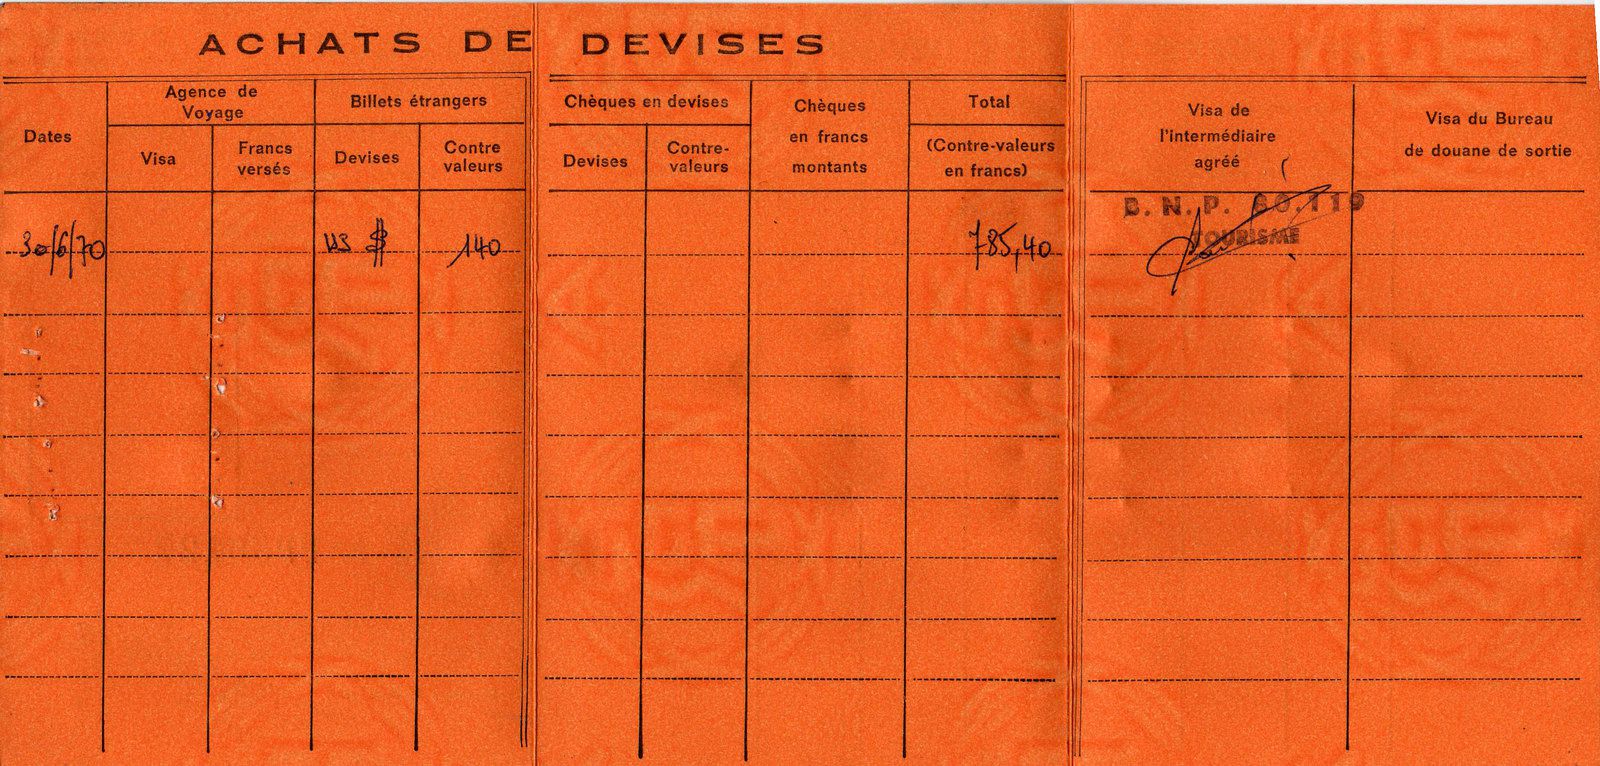 ACHATS DE DEVISES
Dates
Agence de
Voyage
Visa
Francs
versés
Billets étrangers
Devises
Contre
valeurs
Chèques en devises
Devises
Contre-
valeurs
Chèques
en francs
montants
Total
(Contre-valeurs
en francs)
Visa de
l'intermédiaire
agréé
Visa du Bureau
de douane de sortie
30/6/70
US $
140
785,40
B. N. P. 60.119
TOURISME